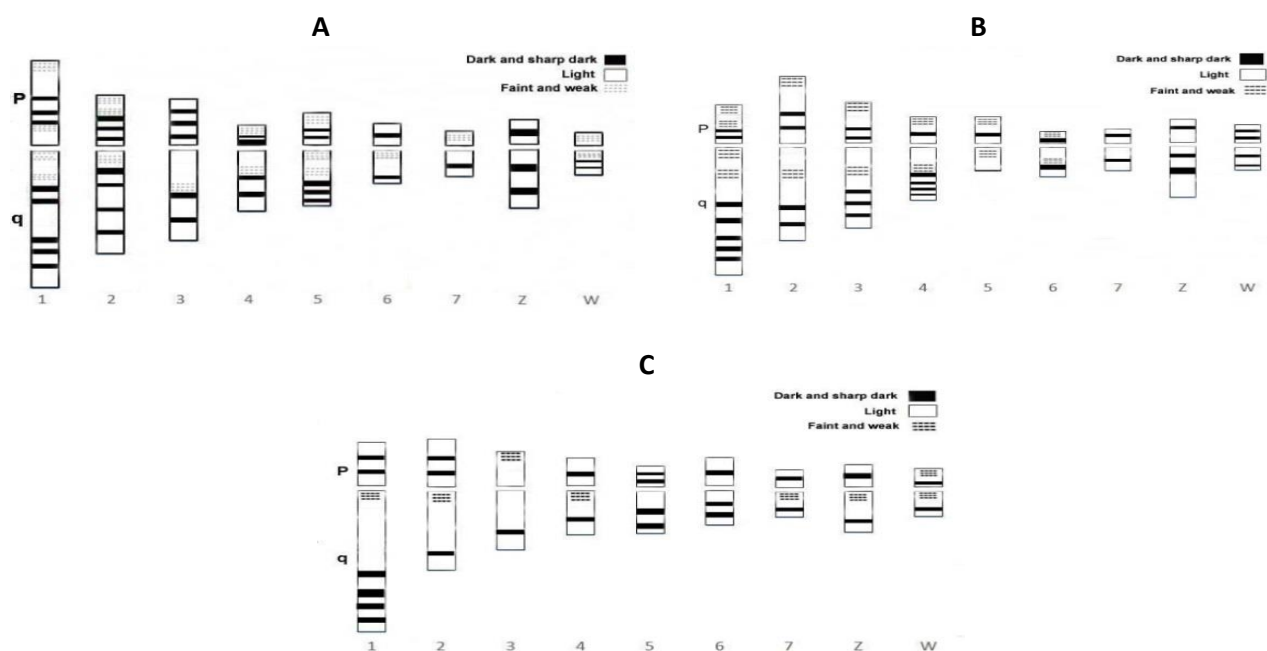 A
Dark and sharp dark
Light
Faint and weak
P
q
1 2 3 4 5 6 7 Z W
B
Dark and sharp dark
Light
Faint and weak
P
q
1 2 3 4 5 6 7 Z W
C
Dark and sharp dark
Light
Faint and weak
P
q
1 2 3 4 5 6 7 Z W